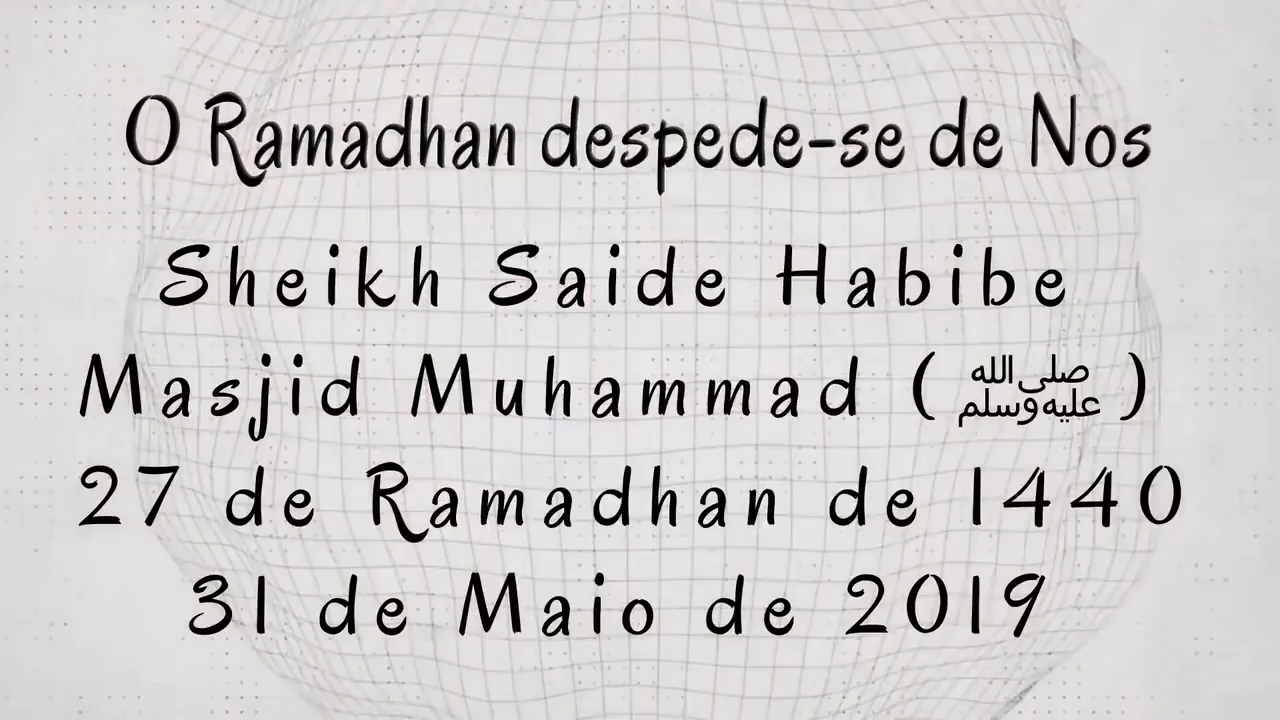 O Ramadhan despede-se de Nos
Sheikh Saide Habibe
Masjid Muhammad (صلى الله عليه وسلم)
27 de Ramadhan de 1440
31 de Maio de 2019